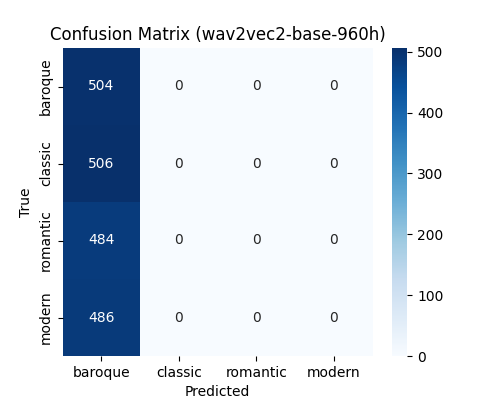 Confusion Matrix (wav2vec2-base-960h)
True
baroque 504 0 0 0
classic 506 0 0 0
romantic 484 0 0 0
modern 486 0 0 0
baroque classic romantic modern
Predicted
500
400
300
200
100
0